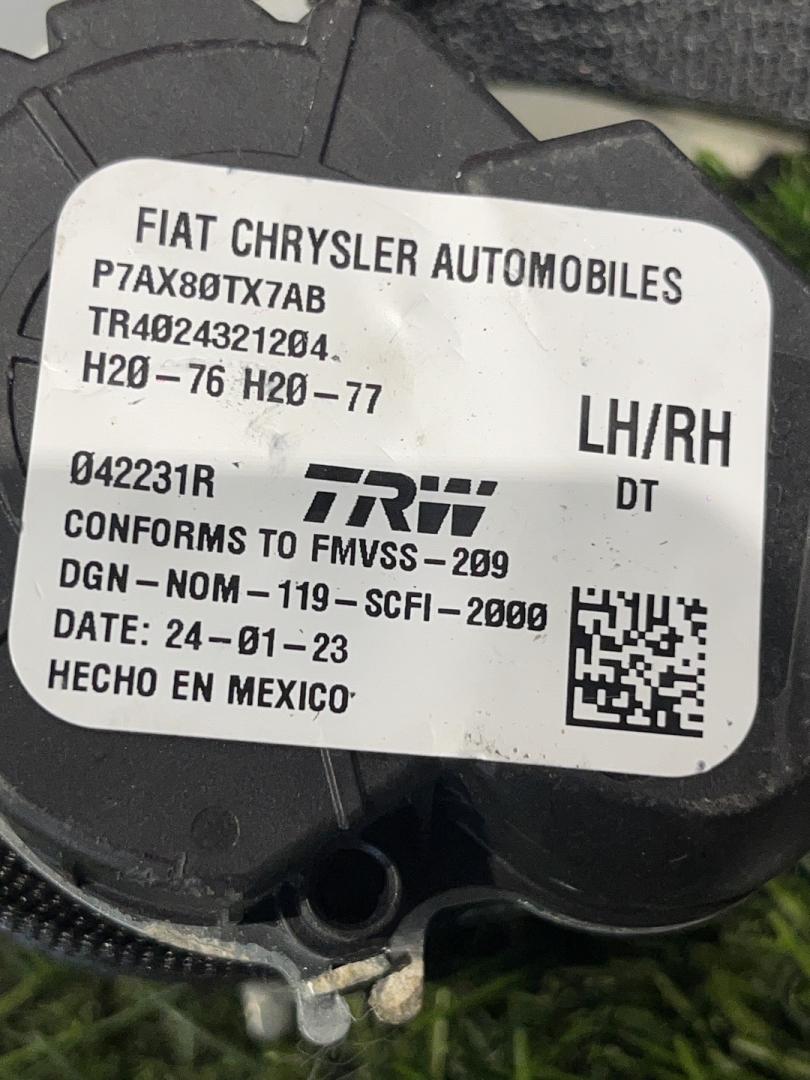 FIAT CHRYSLER AUTOMOBILES
P7AX80TX7AB
TR4024321204
H20-76 H20-77
LH/RH
042231R
TRW
DT
CONFORMS TO FMVSS-209
DGN-NOM-119-SCFI-2000
DATE: 24-01-23
HECHO EN MEXICO